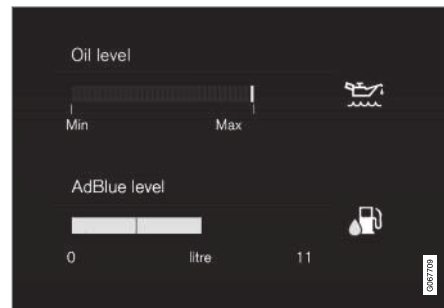 Oil level
Min Max
AdBlue level
0 litre 11
G067709